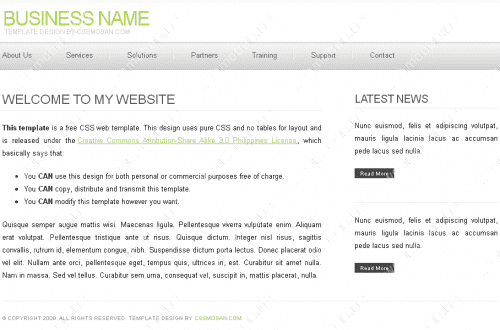 BUSINESS NAME
TEMPLATE DESIGN BY CSSMOBAN.COM
About Us Services Solutions Partners Training Support Contact
WELCOME TO MY WEBSITE
This template is a free CSS web template. This design uses pure CSS and no tables for layout and
is released under the Creative Commons Attribution-Share Alike 3.0 Philippines License, which
basically says that:
You CAN use this design for both personal or commercial purposes free of charge.
You CAN copy, distribute and transmit this template.
You CAN modify this template however you want.
Quisque semper augue mattis wisi. Maecenas ligula. Pellentesque viverra vulputate enim. Aliquam
erat volutpat. Pellentesque tristique ante ut risus. Quisque dictum. Integer nisl risus, sagittis
convallis, rutrum id, elementum congue, nibh. Suspendisse dictum porta lectus. Donec placerat odio
vel elit. Nullam ante orci, pellentesque eget, tempus quis, ultrices in, est. Curabitur sit amet nulla.
Nam in massa. Sed vel tellus. Curabitur sem urna, consequat vel, suscipit in, mattis placerat, nulla.
LATEST NEWS
Nunc euismod, felis et adipiscing volutpat,
mauris ligula lacinia lacus ac accumsan
pede lacus sed nulla.
Read More
Nunc euismod, felis et adipiscing volutpat,
mauris ligula lacinia lacus ac accumsan
pede lacus sed nulla.
Read More
© COPYRIGHT 2009. ALL RIGHTS RESERVED. TEMPLATE DESIGN BY CSSMOBAN.COM